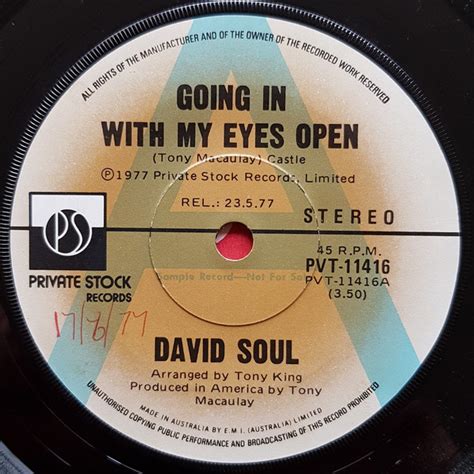 ALL RIGHTS OF THE MANUFACTURER AND OF THE OWNER OF THE RECORDED WORK RESERVED.
GOING IN
WITH MY EYES OPEN
(Tony Macaulay) Castle
Ⓟ1977 Private Stock Records, Limited
REL.: 23.5.77
STEREO
PS
PRIVATE STOCK
RECORDS
45 R.P.M.
PVT-11416
PVT-11416A
(3.50)
Sample Record—Not For
17/6/77
DAVID SOUL
Arranged by Tony King
Produced in America by Tony
Macaulay
MADE IN AUSTRALIA BY E.M.I. (AUSTRALIA) LIMITED
UNAUTHORISED COPYING PUBLIC PERFORMANCE AND BROADCASTING OF THIS RECORD PROHIBITED